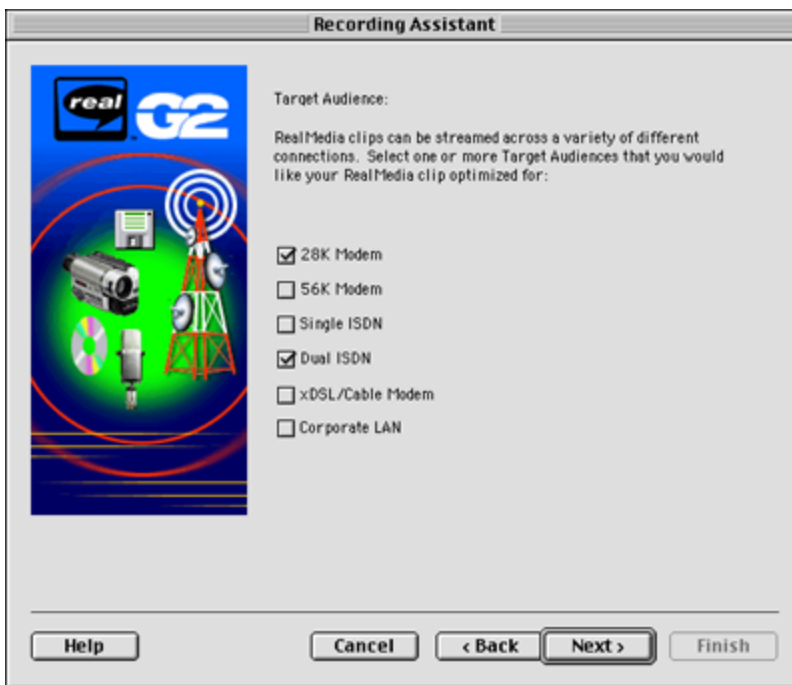 Recording Assistant
real G2
Target Audience:
RealMedia clips can be streamed across a variety of different
connections. Select one or more Target Audiences that you would
like your RealMedia clip optimized for:
28K Modem
56K Modem
Single ISDN
Dual ISDN
xDSL/Cable Modem
Corporate LAN
Help
Cancel
< Back
Next >
Finish